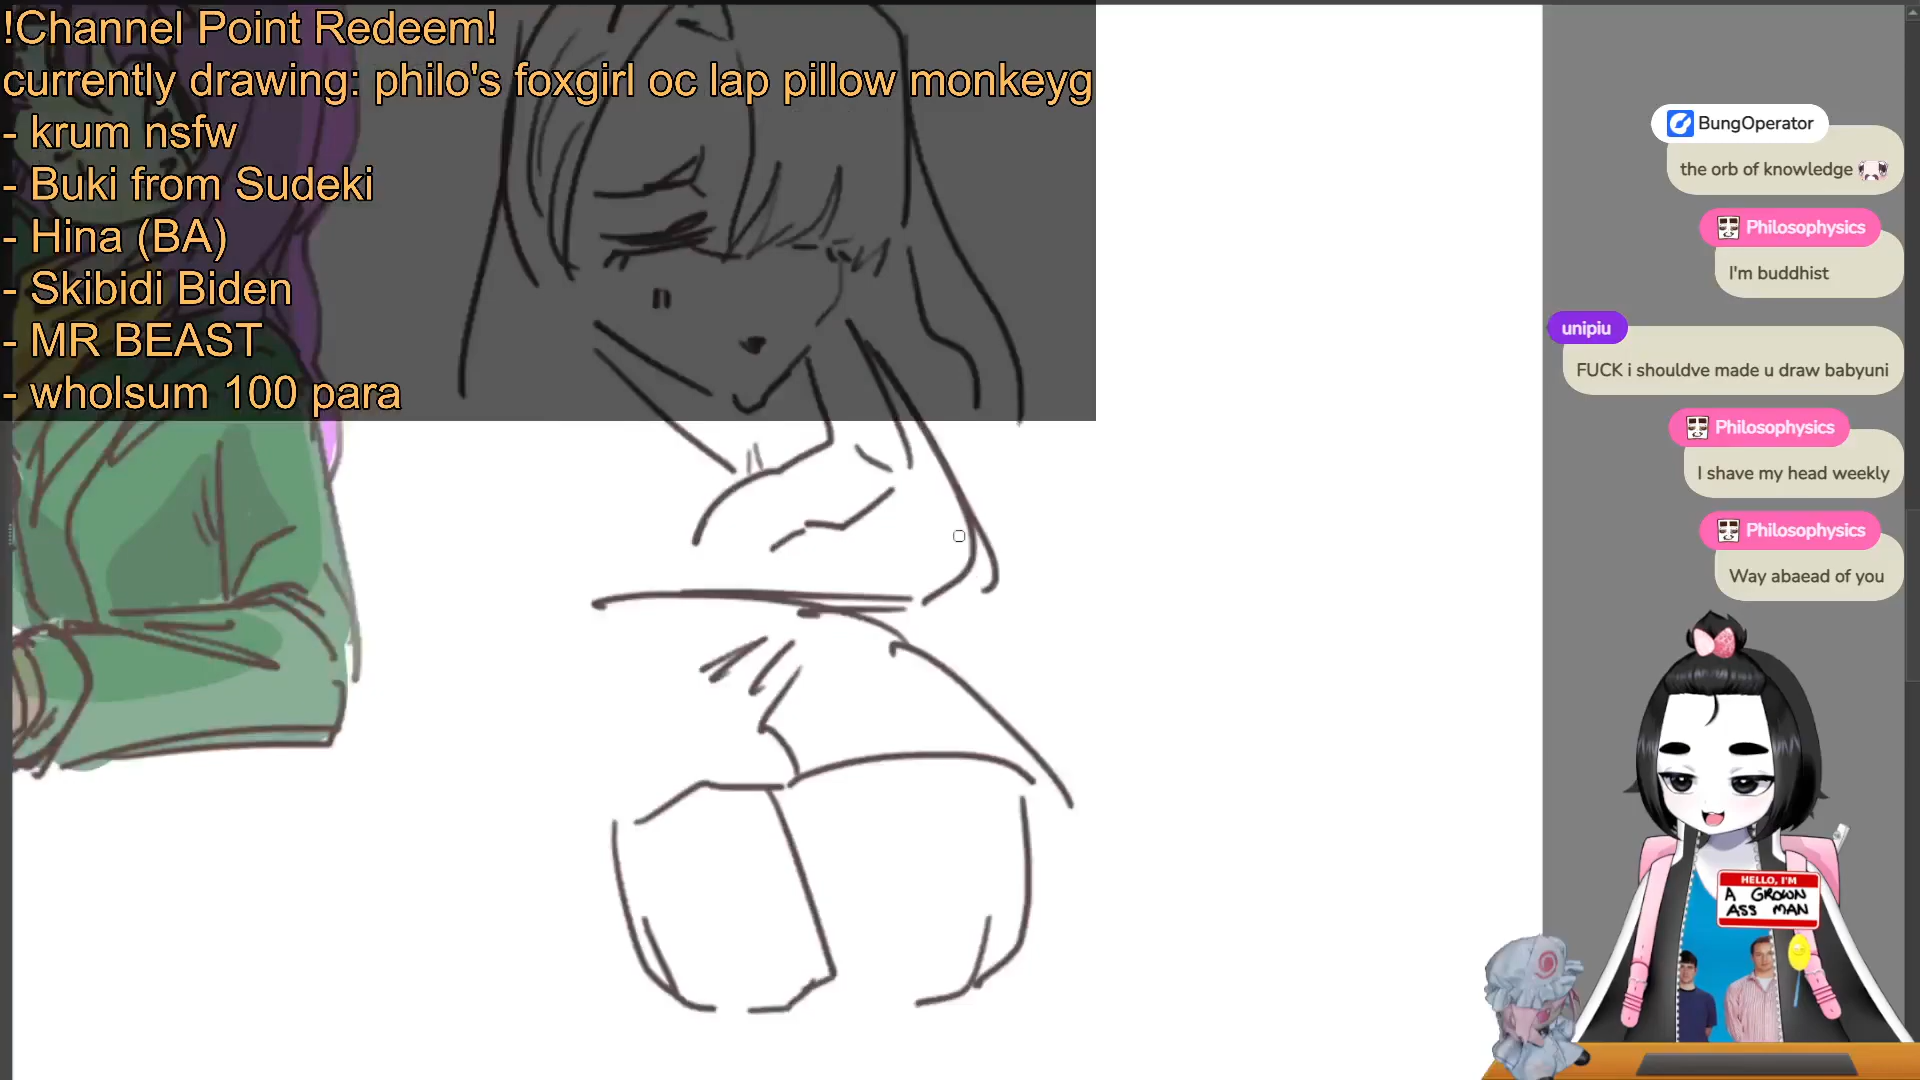 !Channel Point Redeem!
currently drawing: philo's foxgirl oc lap pillow monkeyg
- krum nsfw
- Buki from Sudeki
- Hina (BA)
- Skibidi Biden
- MR BEAST
- wholsum 100 para
BungOperator
the orb of knowledge
Philosophysics
I'm buddhist
unipiu
FUCK i shouldve made u draw babyuni
Philosophysics
I shave my head weekly
Philosophysics
Way abaead of you
HELLO, I'M
A GROWN
ASS MAN